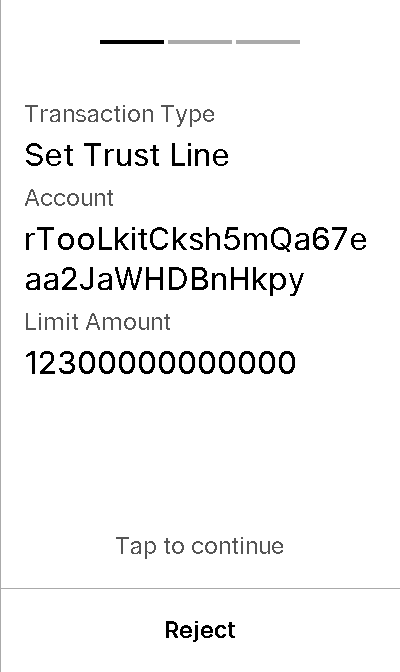 Transaction Type
Set Trust Line
Account
rTooLkitCksh5mQa67e
aa2JaWHDBnHkpy
Limit Amount
12300000000000
Tap to continue
Reject